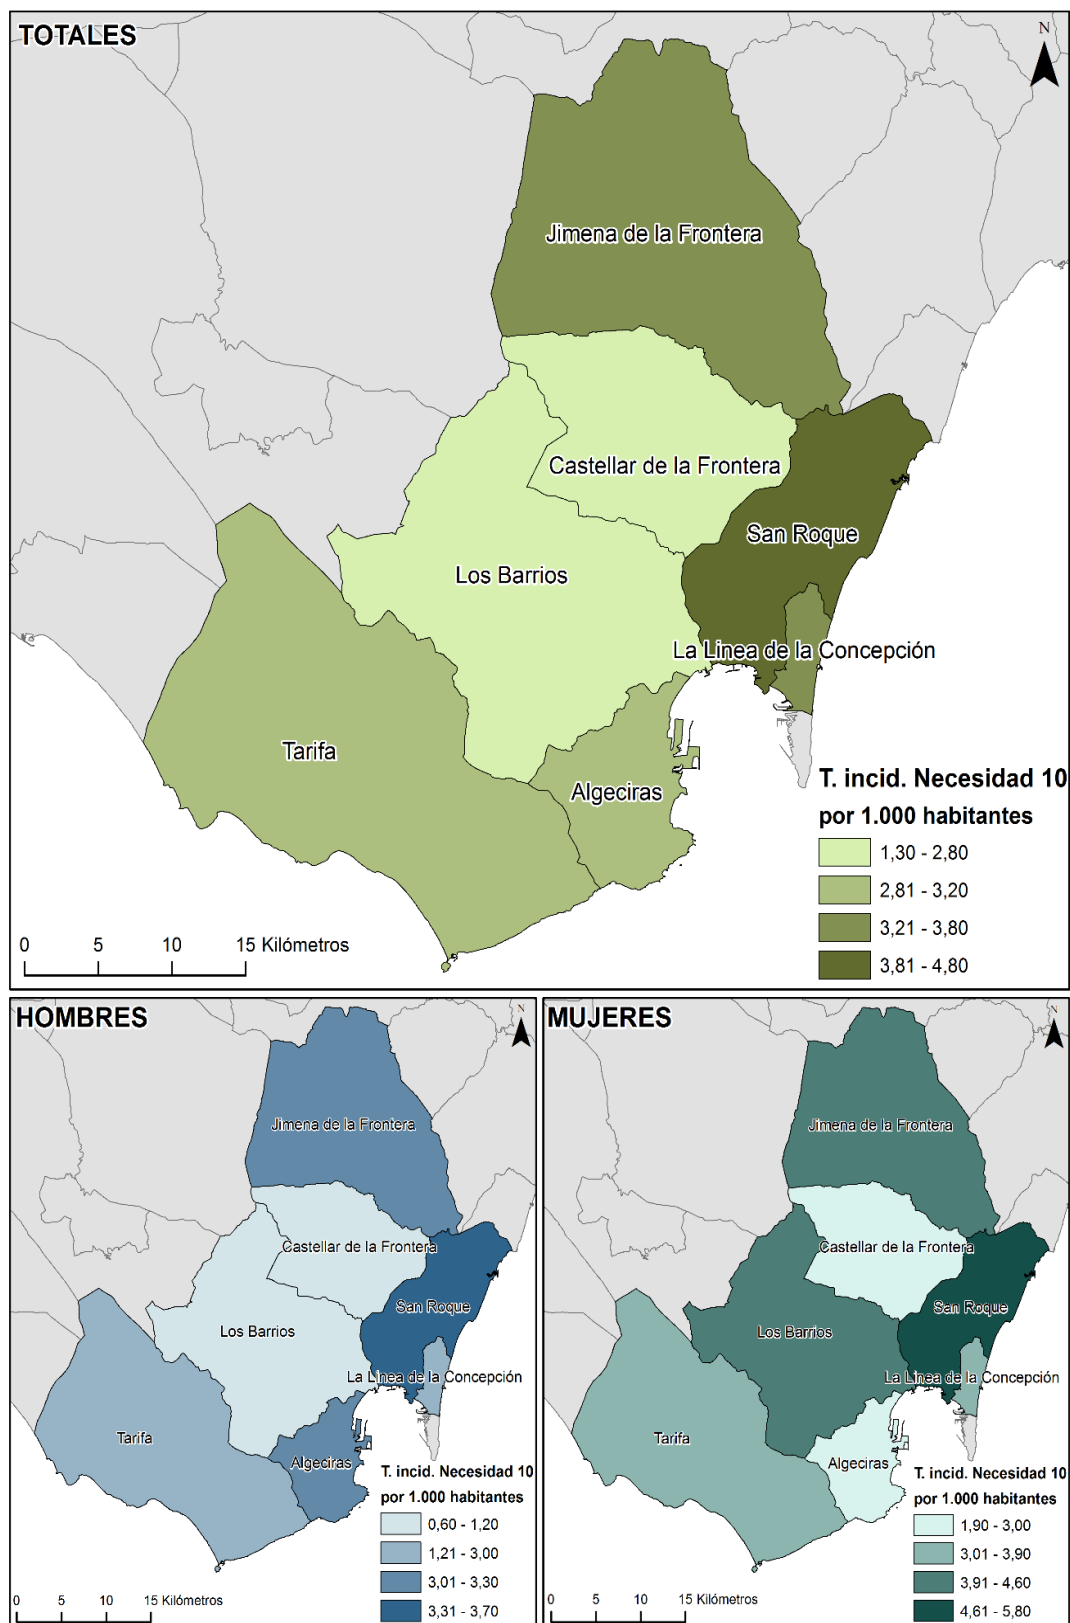 TOTALES
N
Jimena de la Frontera
Castellar de la Frontera
San Roque
Los Barrios
La Linea de la Concepción
Tarifa
Algeciras
T. incid. Necesidad 10
por 1.000 habitantes
1,30 - 2,80
2,81 - 3,20
3,21 - 3,80
3,81 - 4,80
0 5 10 15 Kilómetros
HOMBRES
N
Jimena de la Frontera
Castellar de la Frontera
San Roque
Los Barrios
La Linea de la Concepción
Tarifa
Algeciras
T. incid. Necesidad 10
por 1.000 habitantes
0,60 - 1,20
1,21 - 3,00
3,01 - 3,30
3,31 - 3,70
0 5 10 15 Kilómetros
MUJERES
N
Jimena de la Frontera
Castellar de la Frontera
San Roque
Los Barrios
La Linea de la Concepción
Tarifa
Algeciras
T. incid. Necesidad 10
por 1.000 habitantes
1,90 - 3,00
3,01 - 3,90
3,91 - 4,60
4,61 - 5,80
0 5 10 15 Kilómetros